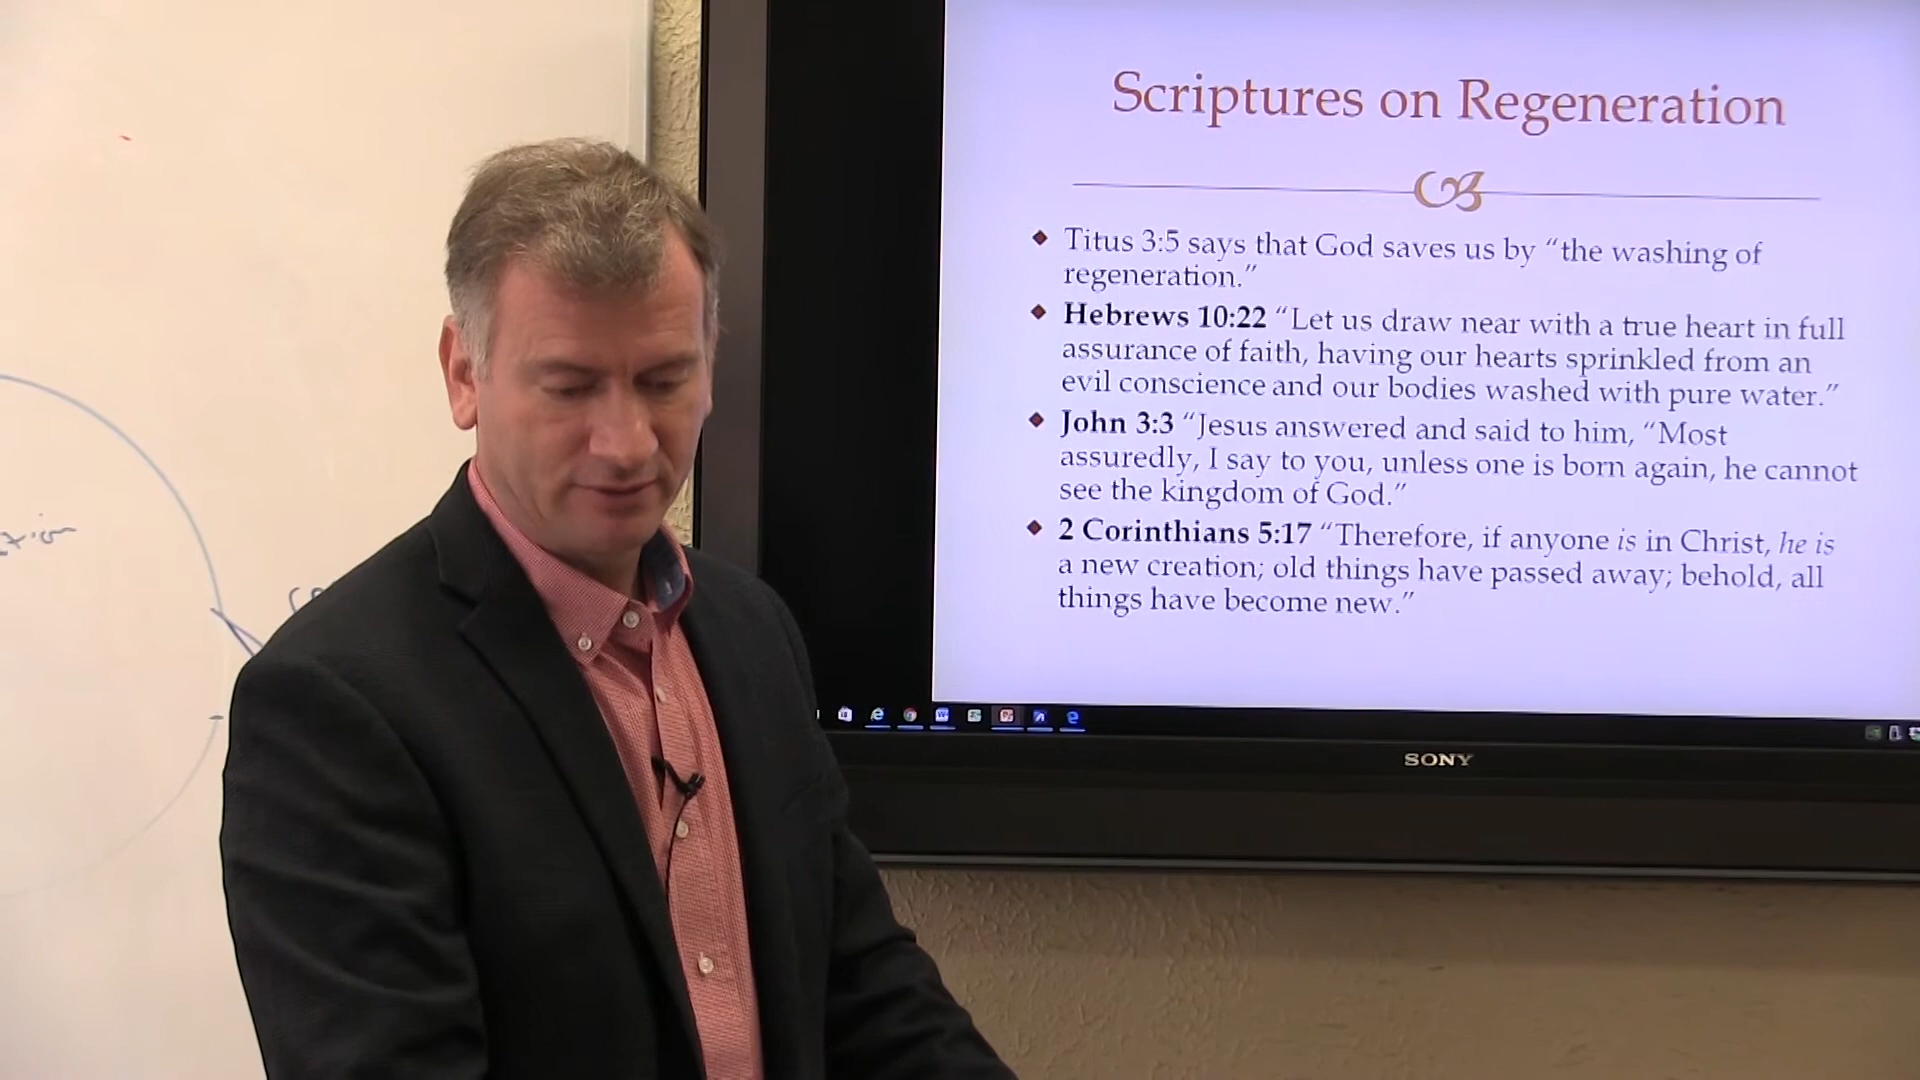 Scriptures on Regeneration
Titus 3:5 says that God saves us by “the washing of
regeneration.”
Hebrews 10:22 “Let us draw near with a true heart in full
assurance of faith, having our hearts sprinkled from an
evil conscience and our bodies washed with pure water.”
John 3:3 “Jesus answered and said to him, “Most
assuredly, I say to you, unless one is born again, he cannot
see the kingdom of God.”
2 Corinthians 5:17 “Therefore, if anyone is in Christ, he is
a new creation; old things have passed away; behold, all
things have become new.”
SONY